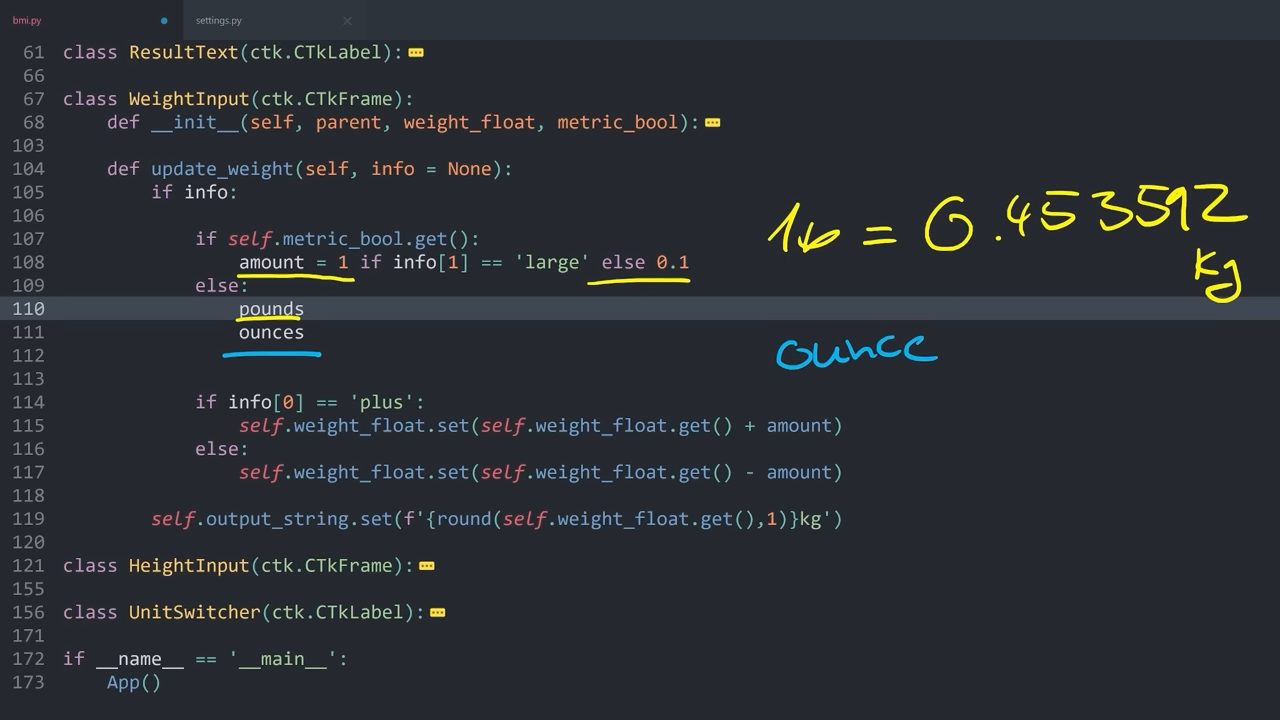 bmi.py settings.py
61 class ResultText(ctk.CTkLabel):
66
67 class WeightInput(ctk.CTkFrame):
68 def __init__(self, parent, weight_float, metric_bool):
103
104 def update_weight(self, info = None):
105 if info:
106
107 if self.metric_bool.get():
108 amount = 1 if info[1] == 'large' else 0.1
109 else:
110 pounds
111 ounces
112
113
114 if info[0] == 'plus':
115 self.weight_float.set(self.weight_float.get() + amount)
116 else:
117 self.weight_float.set(self.weight_float.get() - amount)
118
119 self.output_string.set(f'{round(self.weight_float.get(),1)}kg')
120
121 class HeightInput(ctk.CTkFrame):
155
156 class UnitSwitcher(ctk.CTkLabel):
171
172 if __name__ == '__main__':
173 App()
1lb = 0.453592
kg
ounce